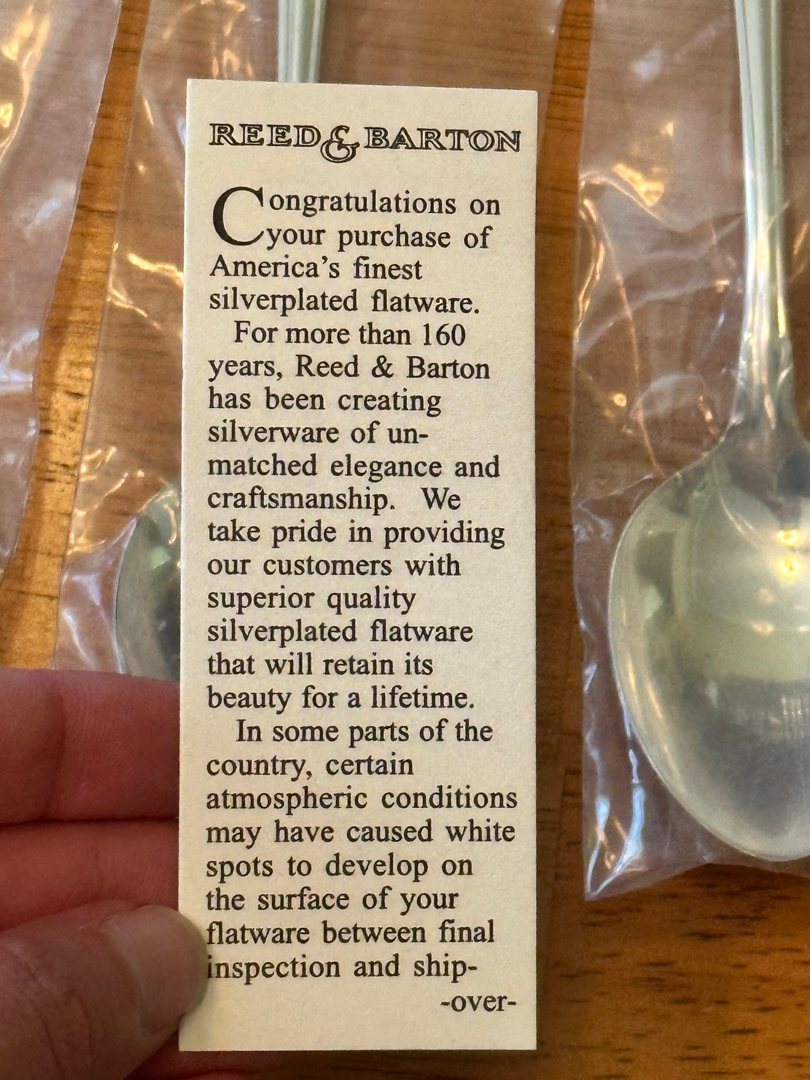 REED & BARTON
Congratulations on
your purchase of
America's finest
silverplated flatware.
For more than 160
years, Reed & Barton
has been creating
silverware of un-
matched elegance and
craftsmanship. We
take pride in providing
our customers with
superior quality
silverplated flatware
that will retain its
beauty for a lifetime.
In some parts of the
country, certain
atmospheric conditions
may have caused white
spots to develop on
the surface of your
flatware between final
inspection and ship-
-over-